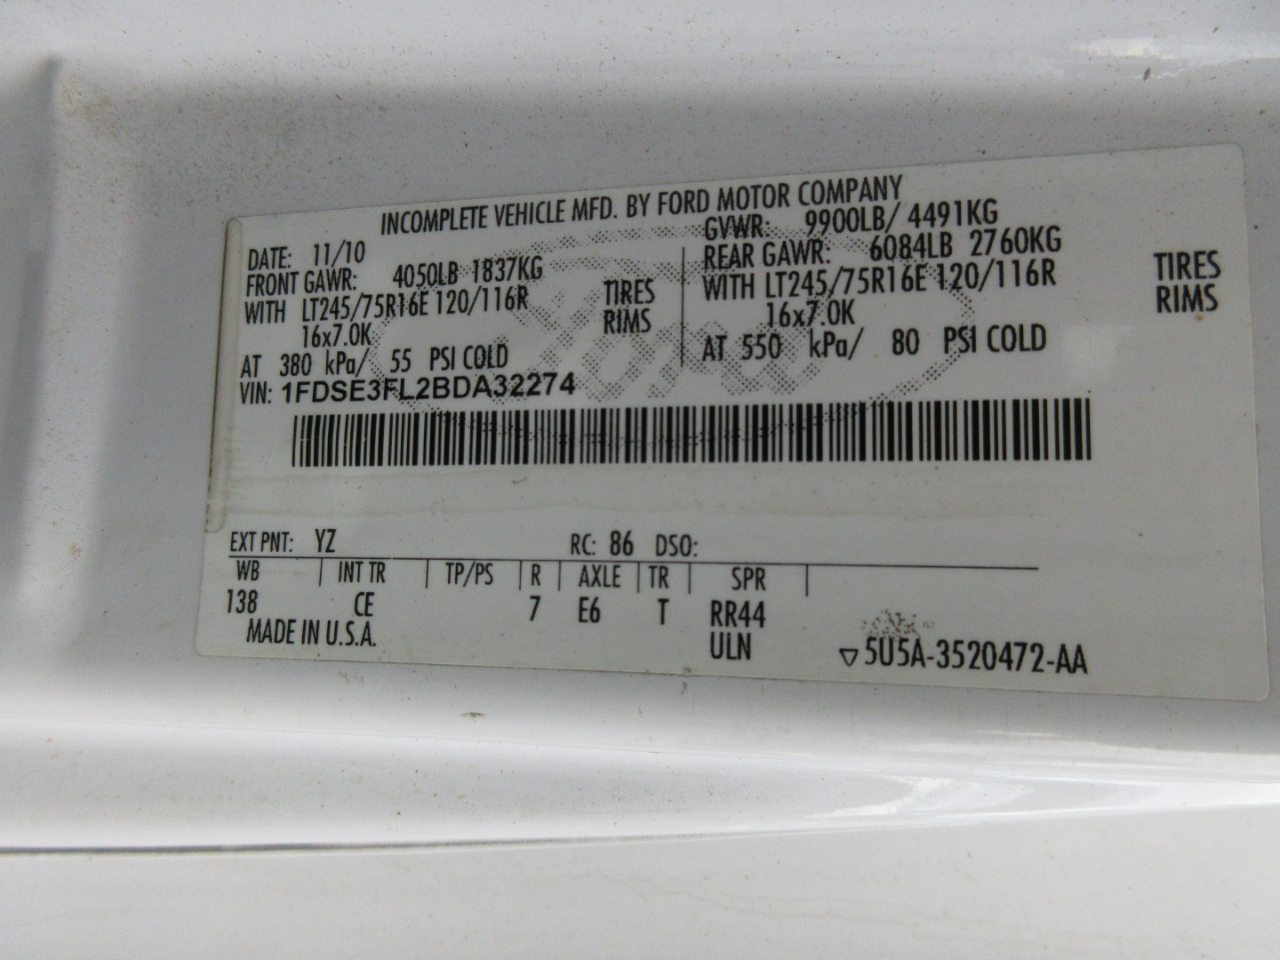 INCOMPLETE VEHICLE MFD. BY FORD MOTOR COMPANY
DATE: 11/10 GVWR: 9900LB/ 4491KG
FRONT GAWR: 4050LB 1837KG REAR GAWR: 6084LB 2760KG
WITH LT245/75R16E 120/116R TIRES WITH LT245/75R16E 120/116R TIRES
16x7.0K RIMS 16x7.0K RIMS
AT 380 kPa/ 55 PSI COLD AT 550 kPa/ 80 PSI COLD
VIN: 1FDSE3FL2BDA32274
EXT PNT: YZ RC: 86 DSO:
WB INT TR TP/PS R AXLE TR SPR
138 CE 7 E6 T RR44
MADE IN U.S.A. ULN ▽5U5A-3520472-AA
Ford